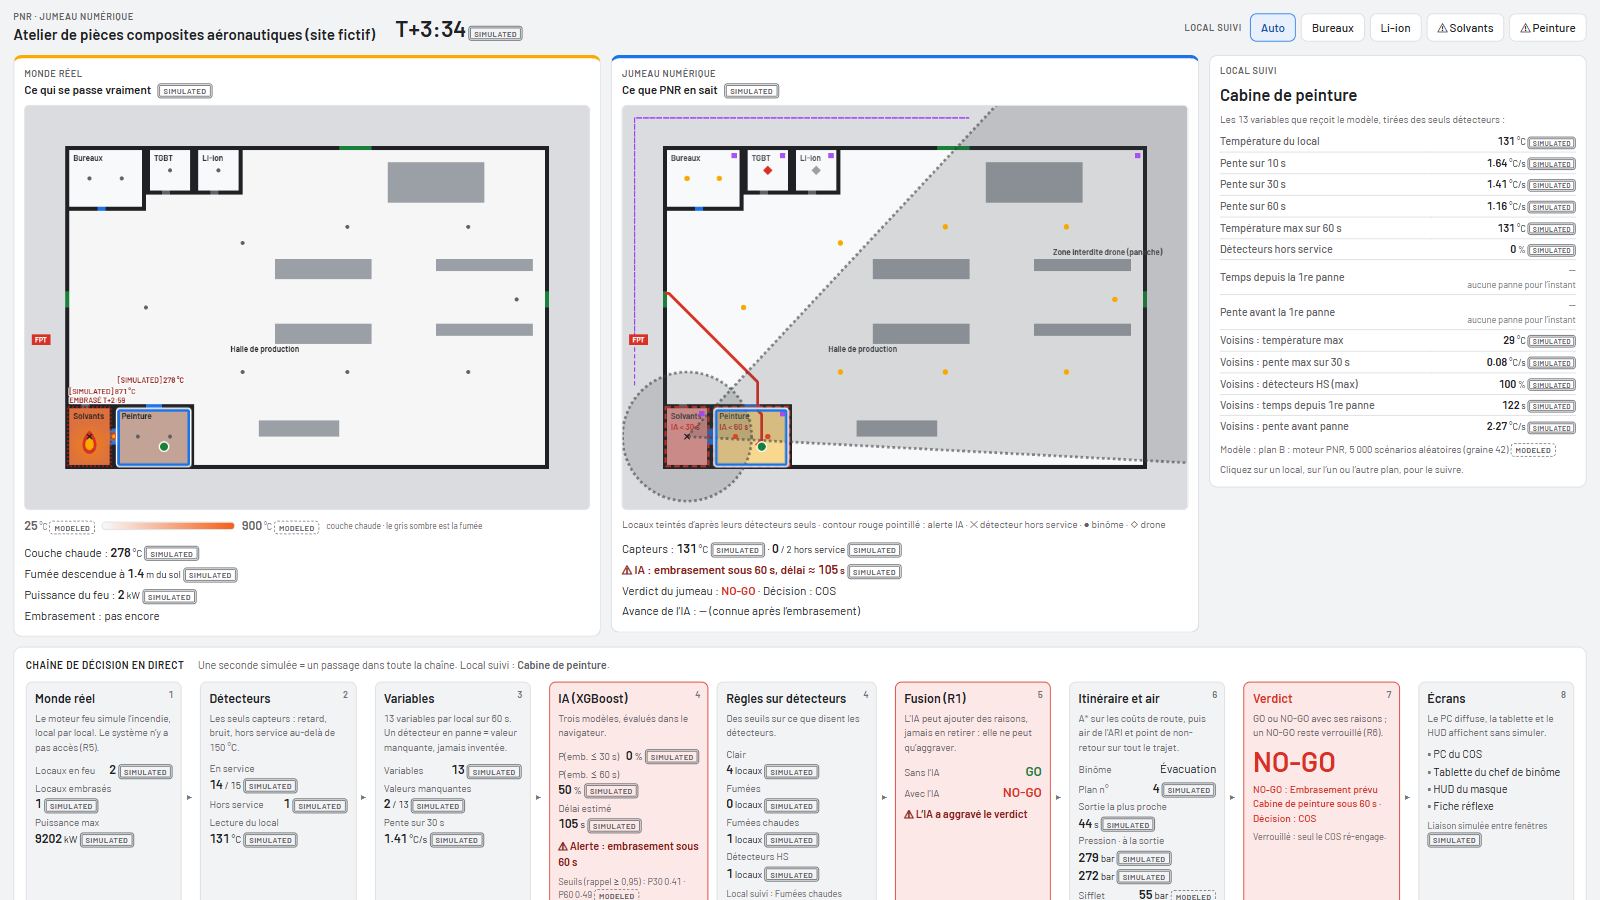 PNR · JUMEAU NUMÉRIQUE
Atelier de pièces composites aéronautiques (site fictif)
T+3:34 SIMULATED
LOCAL SUIVI Auto Bureaux Li-ion ⚠ Solvants ⚠ Peinture
MONDE RÉEL
Ce qui se passe vraiment SIMULATED
Bureaux TGBT Li-ion
FPT
Halle de production
[SIMULATED] 278 °C
[SIMULATED] 871 °C
EMBRASÉ T+2:59
Solvants Peinture
25 °C MODELED 900 °C MODELED couche chaude · le gris sombre est la fumée
Couche chaude : 278 °C SIMULATED
Fumée descendue à 1.4 m du sol SIMULATED
Puissance du feu : 2 kW SIMULATED
Embrasement : pas encore
JUMEAU NUMÉRIQUE
Ce que PNR en sait SIMULATED
Bureaux TGBT Li-ion
Zone interdite drone (panache)
FPT
Halle de production
Solvants Peinture
IA < 30 s IA < 60 s
Locaux teintés d'après leurs détecteurs seuls · contour rouge pointillé : alerte IA · ✕ détecteur hors service · ● binôme · ◇ drone
Capteurs : 131 °C SIMULATED · 0 / 2 hors service SIMULATED
⚠ IA : embrasement sous 60 s, délai ≈ 105 s SIMULATED
Verdict du jumeau : NO-GO · Décision : COS
Avance de l'IA : — (connue après l'embrasement)
LOCAL SUIVI
Cabine de peinture
Les 13 variables que reçoit le modèle, tirées des seuls détecteurs :
Température du local 131 °C SIMULATED
Pente sur 10 s 1.64 °C/s SIMULATED
Pente sur 30 s 1.41 °C/s SIMULATED
Pente sur 60 s 1.16 °C/s SIMULATED
Température max sur 60 s 131 °C SIMULATED
Détecteurs hors service 0 % SIMULATED
Temps depuis la 1re panne —
aucune panne pour l'instant
Pente avant la 1re panne —
aucune panne pour l'instant
Voisins : température max 29 °C SIMULATED
Voisins : pente max sur 30 s 0.08 °C/s SIMULATED
Voisins : détecteurs HS (max) 100 % SIMULATED
Voisins : temps depuis 1re panne 122 s SIMULATED
Voisins : pente avant panne 2.27 °C/s SIMULATED
Modèle : plan B : moteur PNR, 5 000 scénarios aléatoires (graine 42) MODELED
Cliquez sur un local, sur l'un ou l'autre plan, pour le suivre.
CHAÎNE DE DÉCISION EN DIRECT Une seconde simulée = un passage dans toute la chaîne. Local suivi : Cabine de peinture.
Monde réel 1
Le moteur feu simule l'incendie,
local par local. Le système n'y a
pas accès (R5).
Locaux en feu 2 SIMULATED
Locaux embrasés
1 SIMULATED
Puissance max
9202 kW SIMULATED
Détecteurs 2
Les seuls capteurs : retard,
bruit, hors service au-delà de
150 °C.
En service
14 / 15 SIMULATED
Hors service 1 SIMULATED
Lecture du local
131 °C SIMULATED
Variables 3
13 variables par local sur 60 s.
Un détecteur en panne = valeur
manquante, jamais inventée.
Variables 13 SIMULATED
Valeurs manquantes
2 / 13 SIMULATED
Pente sur 30 s
1.41 °C/s SIMULATED
IA (XGBoost) 4
Trois modèles, évalués dans le
navigateur.
P(emb. ≤ 30 s) 0 % SIMULATED
P(emb. ≤ 60 s)
50 % SIMULATED
Délai estimé
105 s SIMULATED
⚠ Alerte : embrasement sous
60 s
Seuils (rappel ≥ 0,95) : P30 0.41 ·
P60 0.49 MODELED
Règles sur détecteurs 4
Des seuils sur ce que disent les
détecteurs.
Clair
4 locaux SIMULATED
Fumées
0 locaux SIMULATED
Fumées chaudes
1 locaux SIMULATED
Détecteurs HS
1 locaux SIMULATED
Local suivi : Fumées chaudes
Fusion (R1) 5
L'IA peut ajouter des raisons,
jamais en retirer : elle ne peut
qu'aggraver.
Sans l'IA GO
Avec l'IA NO-GO
⚠ L'IA a aggravé le verdict
Itinéraire et air 6
A* sur les coûts de route, puis
air de l'ARI et point de non-
retour sur tout le trajet.
Binôme Évacuation
Plan n° 4 SIMULATED
Sortie la plus proche
44 s SIMULATED
Pression · à la sortie
279 bar SIMULATED
272 bar SIMULATED
Sifflet 55 bar MODELED
Verdict 7
GO ou NO-GO avec ses raisons ;
un NO-GO reste verrouillé (R6).
NO-GO
NO-GO : Embrasement prévu
Cabine de peinture sous 60 s ·
Décision : COS
Verrouillé : seul le COS ré-engage.
Écrans 8
Le PC diffuse, la tablette et le
HUD affichent sans simuler.
▪ PC du COS
▪ Tablette du chef de binôme
▪ HUD du masque
▪ Fiche réflexe
Liaison simulée entre fenêtres
SIMULATED